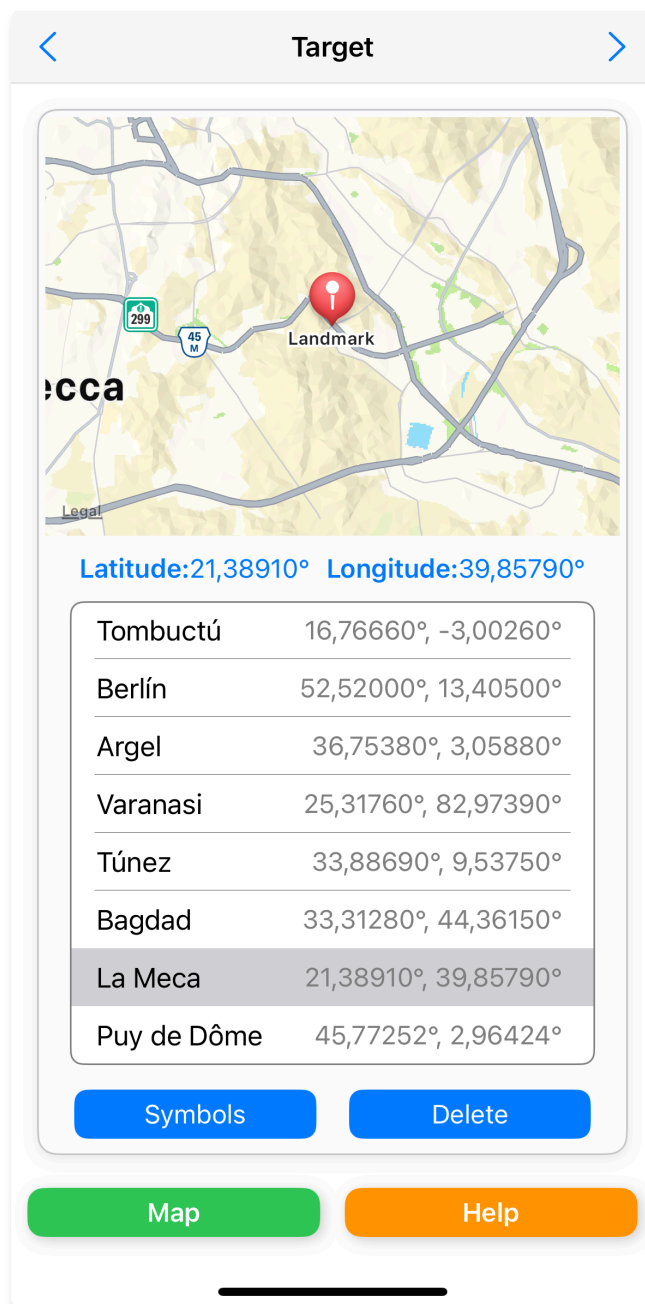 Target
299
45
M
Landmark
ecca
Legal
Latitude:21,38910° Longitude:39,85790°
Tombuctú 16,76660°, -3,00260°
Berlín 52,52000°, 13,40500°
Argel 36,75380°, 3,05880°
Varanasi 25,31760°, 82,97390°
Túnez 33,88690°, 9,53750°
Bagdad 33,31280°, 44,36150°
La Meca 21,38910°, 39,85790°
Puy de Dôme 45,77252°, 2,96424°
Symbols Delete
Map Help